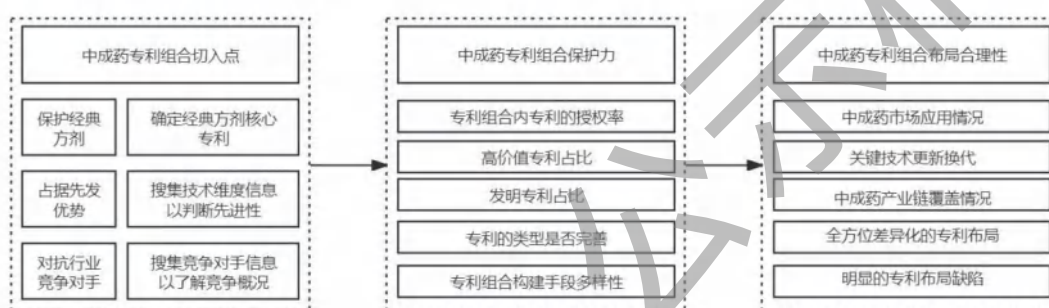 中成药专利组合切入点
保护经典
方剂
确定经典方剂核心
专利
占据先发
优势
搜集技术维度信息
以判断先进性
对抗行业
竞争对手
搜集竞争对手信息
以了解竞争概况
中成药专利组合保护力
专利组合内专利的授权率
高价值专利占比
发明专利占比
专利的类型是否完善
专利组合构建手段多样性
中成药专利组合布局合理性
中成药市场应用情况
关键技术更新换代
中成药产业链覆盖情况
全方位差异化的专利布局
明显的专利布局缺陷